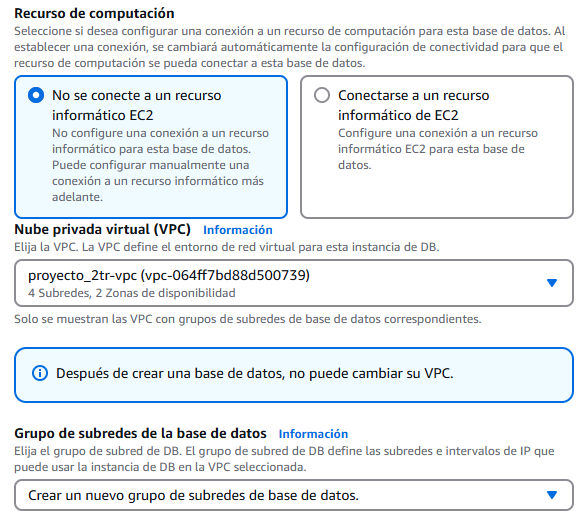 Recurso de computación
Seleccione si desea configurar una conexión a un recurso de computación para esta base de datos. Al
establecer una conexión, se cambiará automáticamente la configuración de conectividad para que el
recurso de computación se pueda conectar a esta base de datos.
No se conecte a un recurso
informático EC2
No configure una conexión a un recurso
informático para esta base de datos.
Puede configurar manualmente una
conexión a un recurso informático más
adelante.
Conectarse a un recurso
informático de EC2
Configure una conexión a un recurso
informático EC2 para esta base de
datos.
Nube privada virtual (VPC) Información
Elija la VPC. La VPC define el entorno de red virtual para esta instancia de DB.
proyecto_2tr-vpc (vpc-064ff7bd88d500739)
4 Subredes, 2 Zonas de disponibilidad
Solo se muestran las VPC con grupos de subredes de base de datos correspondientes.
Después de crear una base de datos, no puede cambiar su VPC.
Grupo de subredes de la base de datos Información
Elija el grupo de subred de DB. El grupo de subred de DB define las subredes e intervalos de IP que
puede usar la instancia de DB en la VPC seleccionada.
Crear un nuevo grupo de subredes de base de datos.